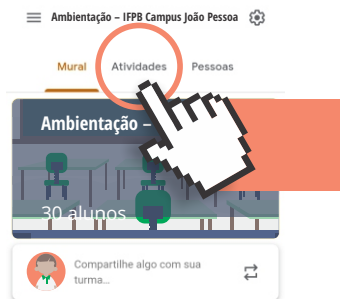 Ambientação – IFPB Campus João Pessoa
Mural Atividades Pessoas
Ambientação –
30 alunos
Compartilhe algo com sua
turma...